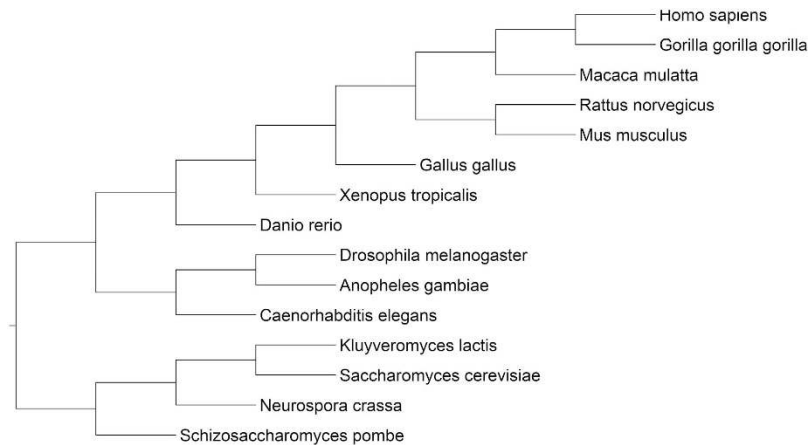 Homo sapiens
Gorilla gorilla gorilla
Macaca mulatta
Rattus norvegicus
Mus musculus
Gallus gallus
Xenopus tropicalis
Danio rerio
Drosophila melanogaster
Anopheles gambiae
Caenorhabditis elegans
Kluyveromyces lactis
Saccharomyces cerevisiae
Neurospora crassa
Schizosaccharomyces pombe